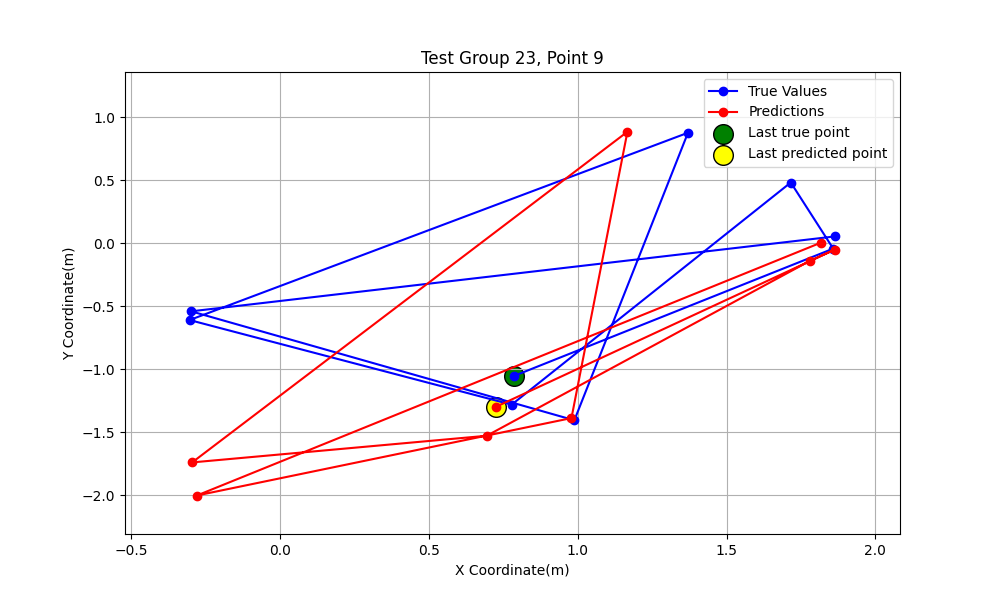 Test Group 23, Point 9
True Values
Predictions
Last true point
Last predicted point
Y Coordinate(m)
1.0
0.5
0.0
−0.5
−1.0
−1.5
−2.0
−0.5 0.0 0.5 1.0 1.5 2.0
X Coordinate(m)